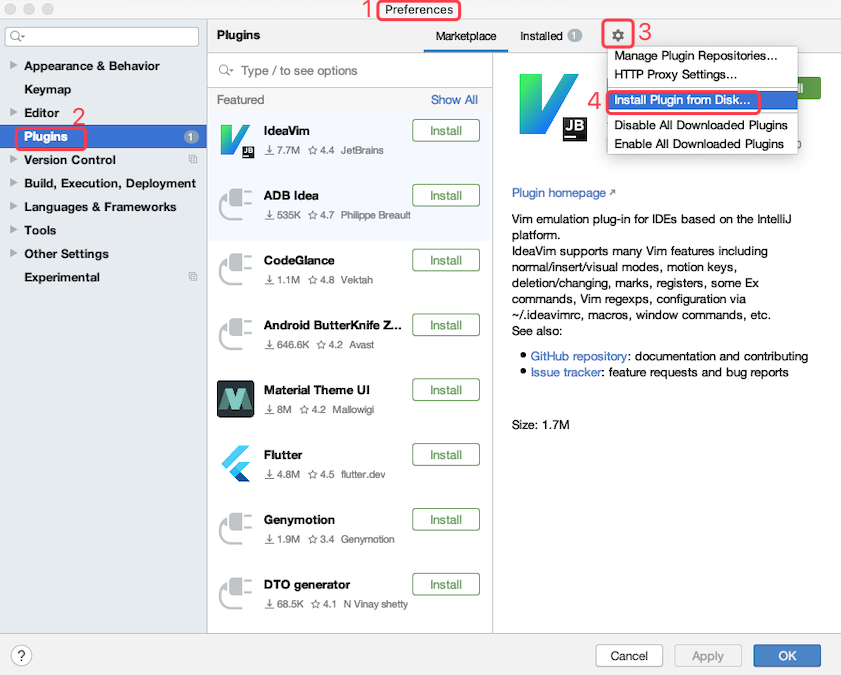 1 Preferences
Plugins
Marketplace
Installed 1
3
Appearance & Behavior
Keymap
Editor
2
Plugins 1
Version Control
Build, Execution, Deployment
Languages & Frameworks
Tools
Other Settings
Experimental
Type / to see options
Featured Show All
IdeaVim
7.7M 4.4 JetBrains
Install
ADB Idea
535K 4.7 Philippe Breault
Install
CodeGlance
1.1M 4.8 Vektah
Install
Android ButterKnife Z...
646.6K 4.2 Avast
Install
Material Theme UI
8M 4.2 Mallowigi
Install
Flutter
4.8M 4.5 flutter.dev
Install
Genymotion
1.9M 3.4 Genymotion
Install
DTO generator
68.5K 4.1 N Vinay shetty
Install
JB
Manage Plugin Repositories...
HTTP Proxy Settings...
4 Install Plugin from Disk...
Disable All Downloaded Plugins
Enable All Downloaded Plugins
Plugin homepage
Vim emulation plug-in for IDEs based on the IntelliJ
platform.
IdeaVim supports many Vim features including
normal/insert/visual modes, motion keys,
deletion/changing, marks, registers, some Ex
commands, Vim regexps, configuration via
~/.ideavimrc, macros, window commands, etc.
See also:
GitHub repository: documentation and contributing
Issue tracker: feature requests and bug reports
Size: 1.7M
?
Cancel
Apply
OK